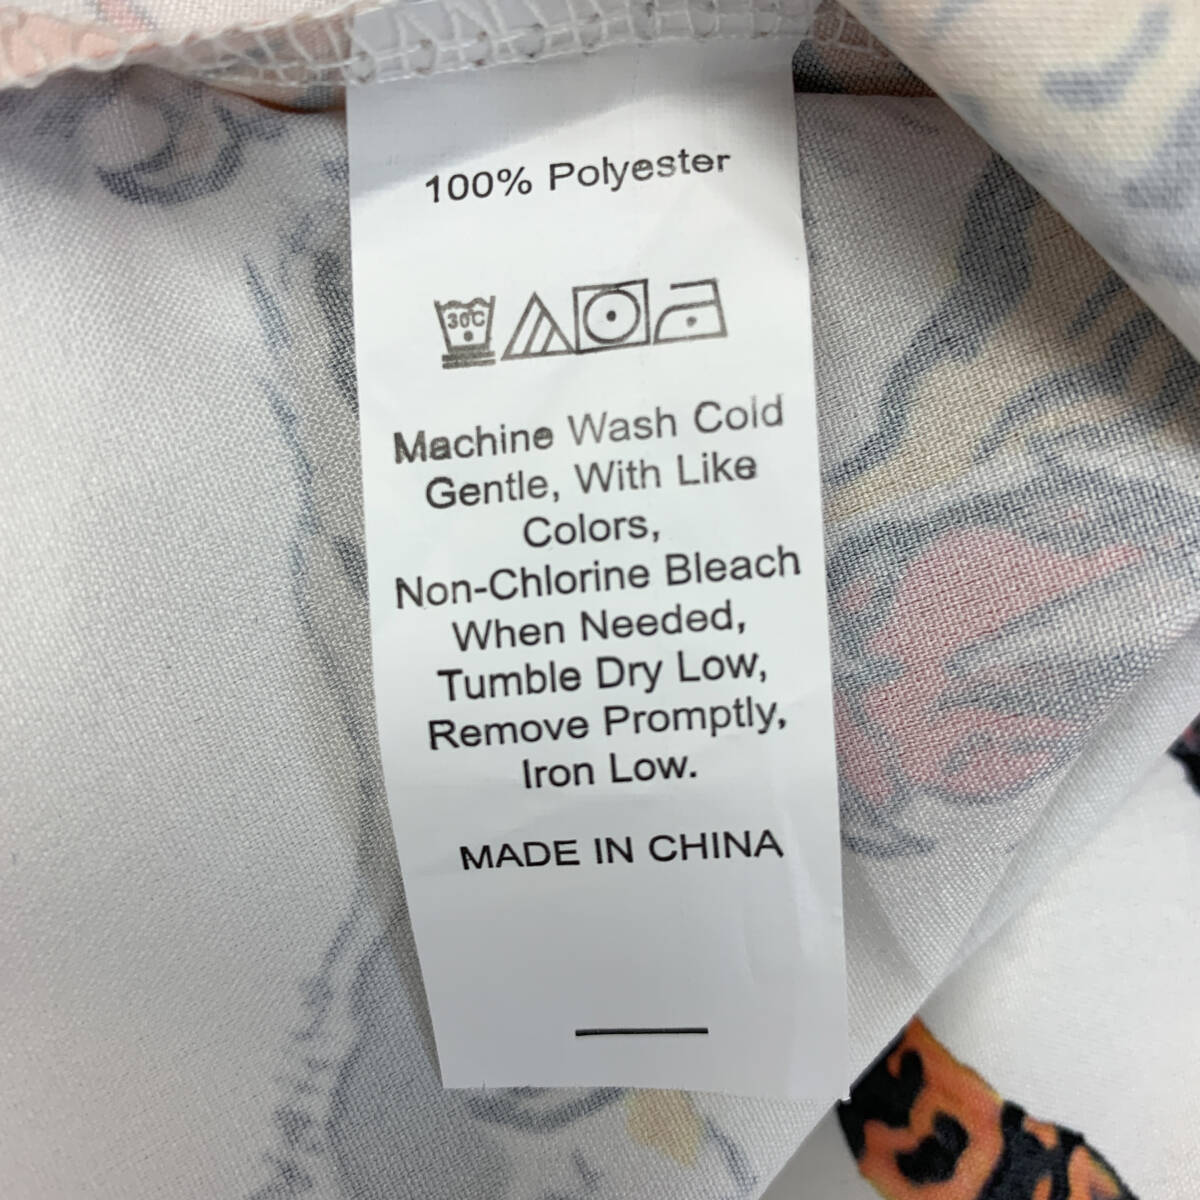 100% Polyester
30°C
Machine Wash Cold
Gentle, With Like
Colors,
Non-Chlorine Bleach
When Needed,
Tumble Dry Low,
Remove Promptly,
Iron Low.
MADE IN CHINA